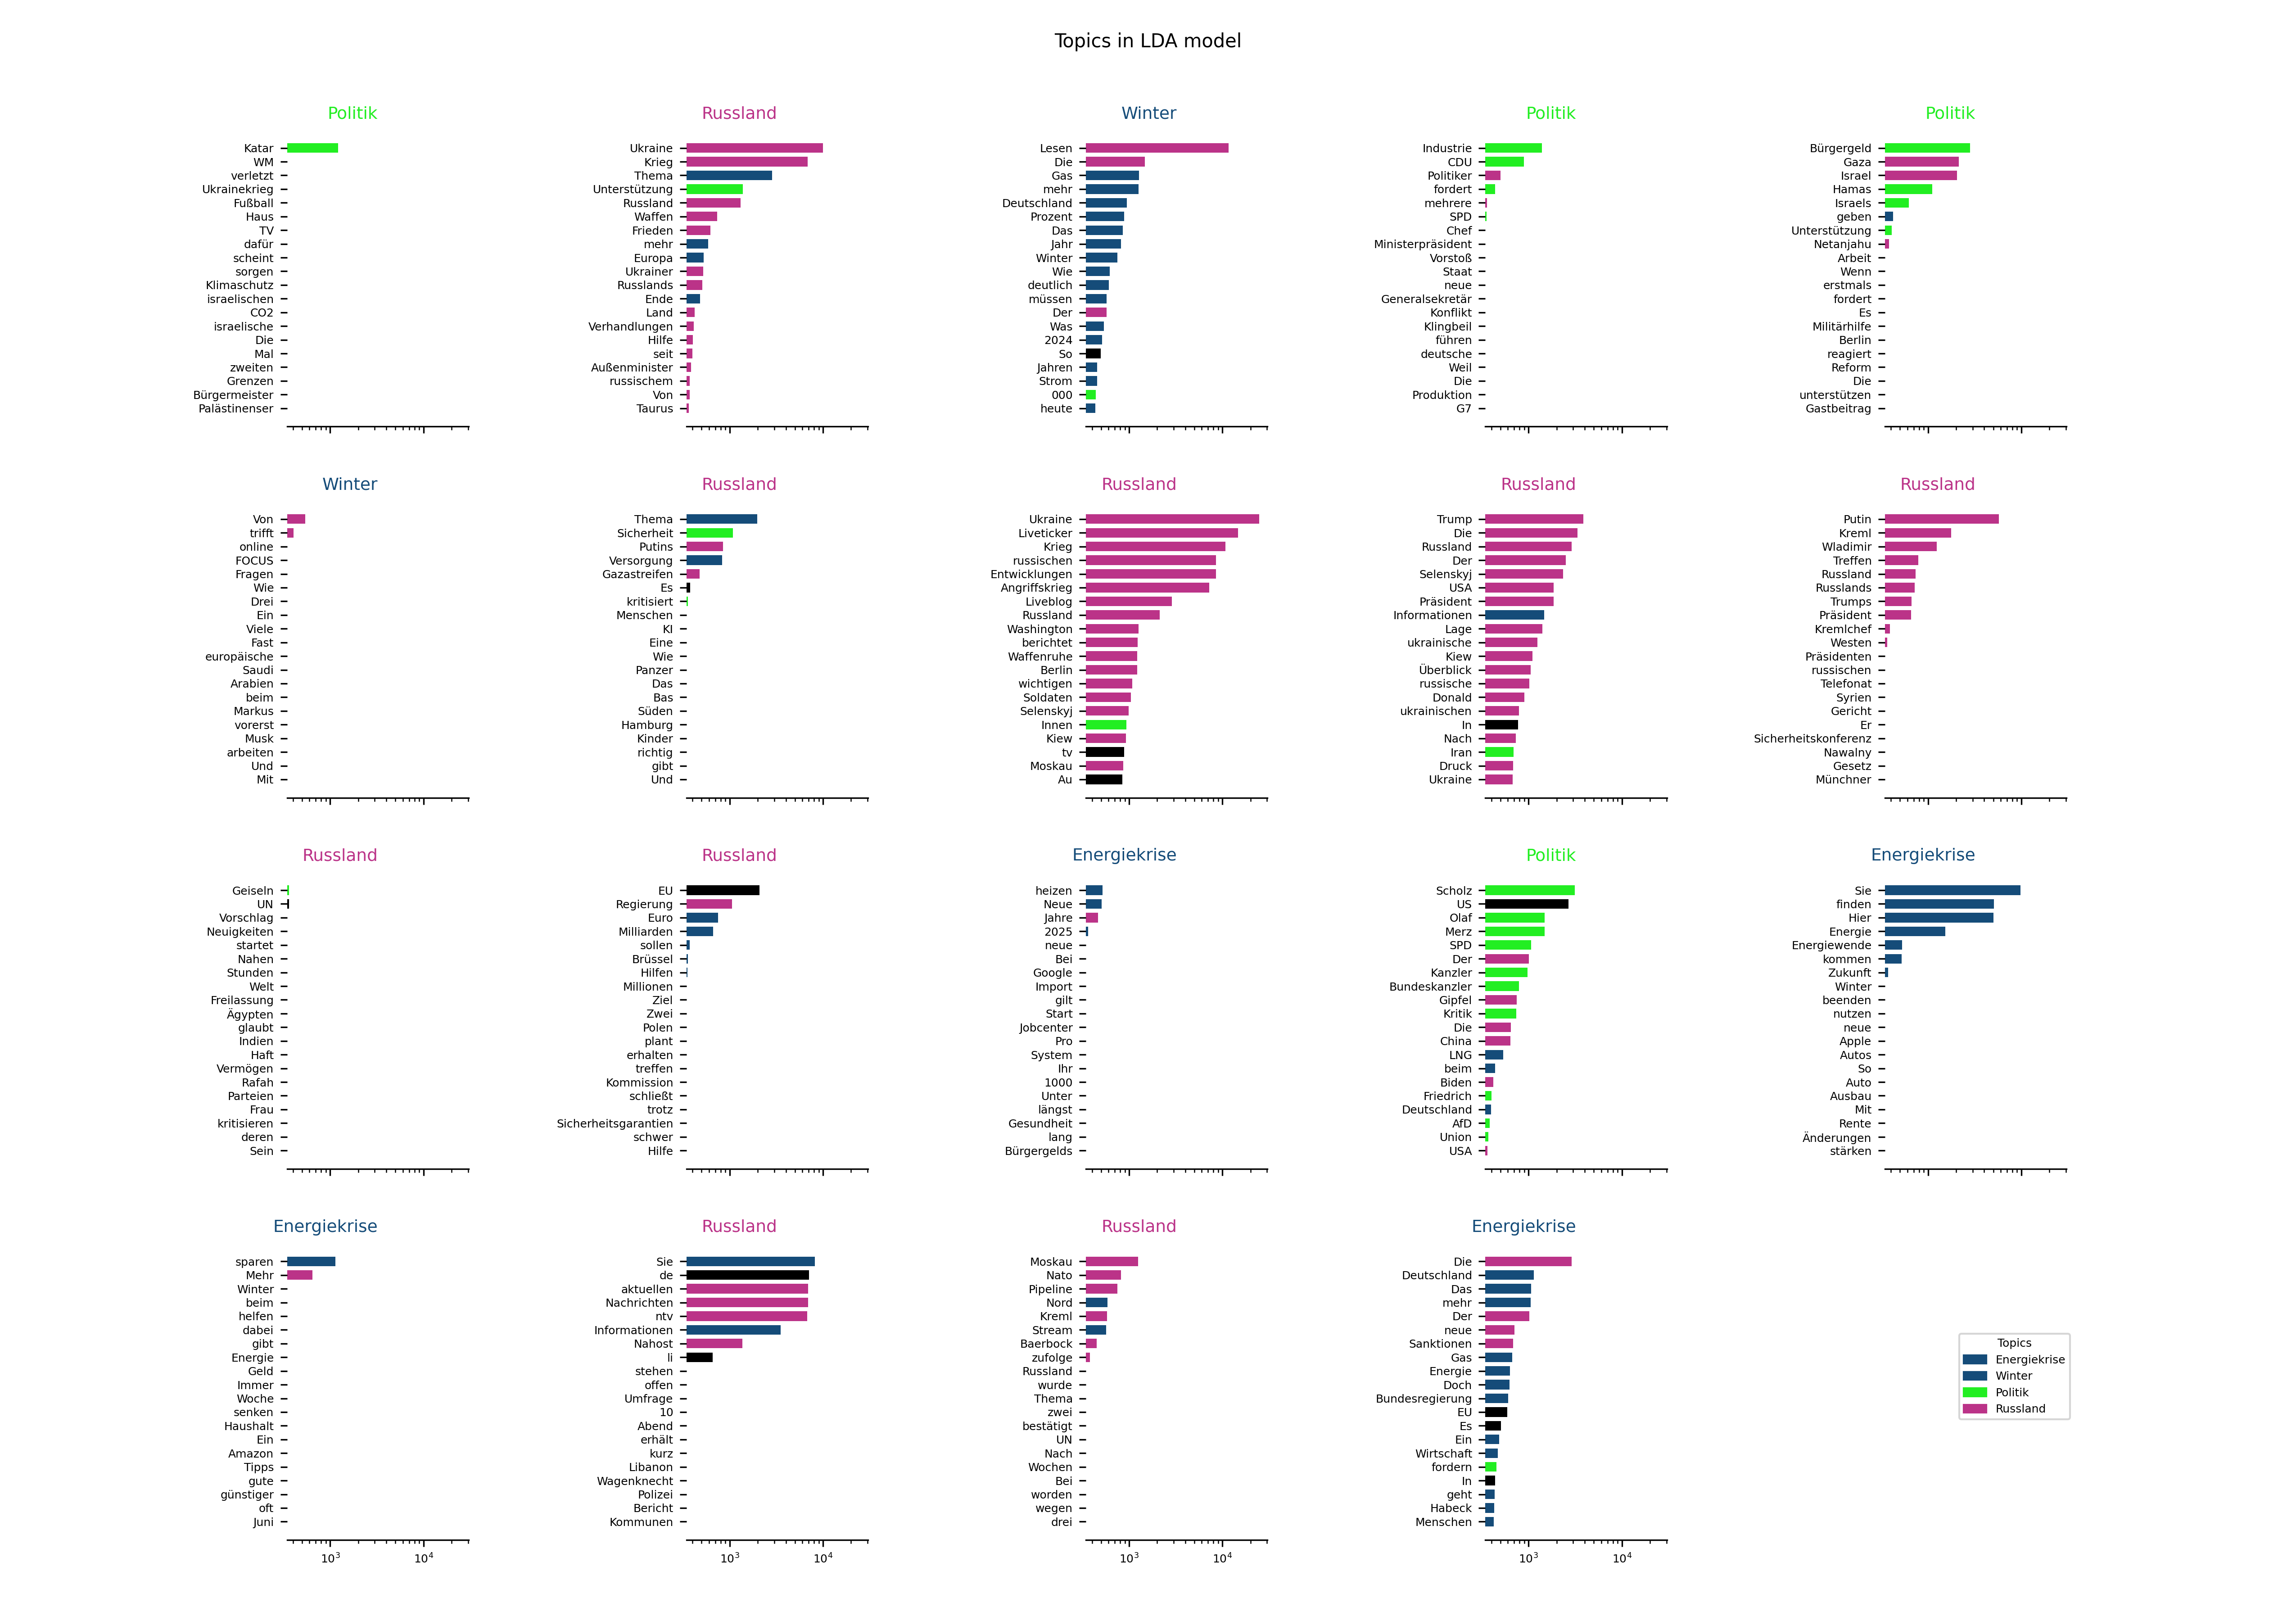 Topics in LDA model
Politik
Katar
WM
verletzt
Ukrainekrieg
Fußball
Haus
TV
dafür
scheint
sorgen
Klimaschutz
israelischen
CO2
israelische
Die
Mal
zweiten
Grenzen
Bürgermeister
Palästinenser
Russland
Ukraine
Krieg
Thema
Unterstützung
Russland
Waffen
Frieden
mehr
Europa
Ukrainer
Russlands
Ende
Land
Verhandlungen
Hilfe
seit
Außenminister
russischem
Von
Taurus
Winter
Lesen
Die
Gas
mehr
Deutschland
Prozent
Das
Jahr
Winter
Wie
deutlich
müssen
Der
Was
2024
So
Jahren
Strom
000
heute
Politik
Industrie
CDU
Politiker
fordert
mehrere
SPD
Chef
Ministerpräsident
Vorstoß
Staat
neue
Generalsekretär
Konflikt
Klingbeil
führen
deutsche
Weil
Die
Produktion
G7
Politik
Bürgergeld
Gaza
Israel
Hamas
Israels
geben
Unterstützung
Netanjahu
Arbeit
Wenn
erstmals
fordert
Es
Militärhilfe
Berlin
reagiert
Reform
Die
unterstützen
Gastbeitrag
Winter
Von
trifft
online
FOCUS
Fragen
Wie
Drei
Ein
Viele
Fast
europäische
Saudi
Arabien
beim
Markus
vorerst
Musk
arbeiten
Und
Mit
Russland
Thema
Sicherheit
Putins
Versorgung
Gazastreifen
Es
kritisiert
Menschen
KI
Eine
Wie
Panzer
Das
Bas
Süden
Hamburg
Kinder
richtig
gibt
Und
Russland
Ukraine
Liveticker
Krieg
russischen
Entwicklungen
Angriffskrieg
Liveblog
Russland
Washington
berichtet
Waffenruhe
Berlin
wichtigen
Soldaten
Selenskyj
Innen
Kiew
tv
Moskau
Au
Russland
Trump
Die
Russland
Der
Selenskyj
USA
Präsident
Informationen
Lage
ukrainische
Kiew
Überblick
russische
Donald
ukrainischen
In
Nach
Iran
Druck
Ukraine
Russland
Putin
Kreml
Wladimir
Treffen
Russland
Russlands
Trumps
Präsident
Kremlchef
Westen
Präsidenten
russischen
Telefonat
Syrien
Gericht
Er
Sicherheitskonferenz
Nawalny
Gesetz
Münchner
Russland
Geiseln
UN
Vorschlag
Neuigkeiten
startet
Nahen
Stunden
Welt
Freilassung
Ägypten
glaubt
Indien
Haft
Vermögen
Rafah
Parteien
Frau
kritisieren
deren
Sein
Russland
EU
Regierung
Euro
Milliarden
sollen
Brüssel
Hilfen
Millionen
Ziel
Zwei
Polen
plant
erhalten
treffen
Kommission
schließt
trotz
Sicherheitsgarantien
schwer
Hilfe
Energiekrise
heizen
Neue
Jahre
2025
neue
Bei
Google
Import
gilt
Start
Jobcenter
Pro
System
Ihr
1000
Unter
längst
Gesundheit
lang
Bürgergelds
Politik
Scholz
US
Olaf
Merz
SPD
Der
Kanzler
Bundeskanzler
Gipfel
Kritik
Die
China
LNG
beim
Biden
Friedrich
Deutschland
AfD
Union
USA
Energiekrise
Sie
finden
Hier
Energie
Energiewende
kommen
Zukunft
Winter
beenden
nutzen
neue
Apple
Autos
So
Auto
Ausbau
Mit
Rente
Änderungen
stärken
Energiekrise
sparen
Mehr
Winter
beim
helfen
dabei
gibt
Energie
Geld
Immer
Woche
senken
Haushalt
Ein
Amazon
Tipps
gute
günstiger
oft
Juni
10³ 10⁴
Russland
Sie
de
aktuellen
Nachrichten
ntv
Informationen
Nahost
li
stehen
offen
Umfrage
10
Abend
erhält
kurz
Libanon
Wagenknecht
Polizei
Bericht
Kommunen
10³ 10⁴
Russland
Moskau
Nato
Pipeline
Nord
Kreml
Stream
Baerbock
zufolge
Russland
wurde
Thema
zwei
bestätigt
UN
Nach
Wochen
Bei
worden
wegen
drei
10³ 10⁴
Energiekrise
Die
Deutschland
Das
mehr
Der
neue
Sanktionen
Gas
Energie
Doch
Bundesregierung
EU
Es
Ein
Wirtschaft
fordern
In
geht
Habeck
Menschen
10³ 10⁴
Topics
Energiekrise
Winter
Politik
Russland